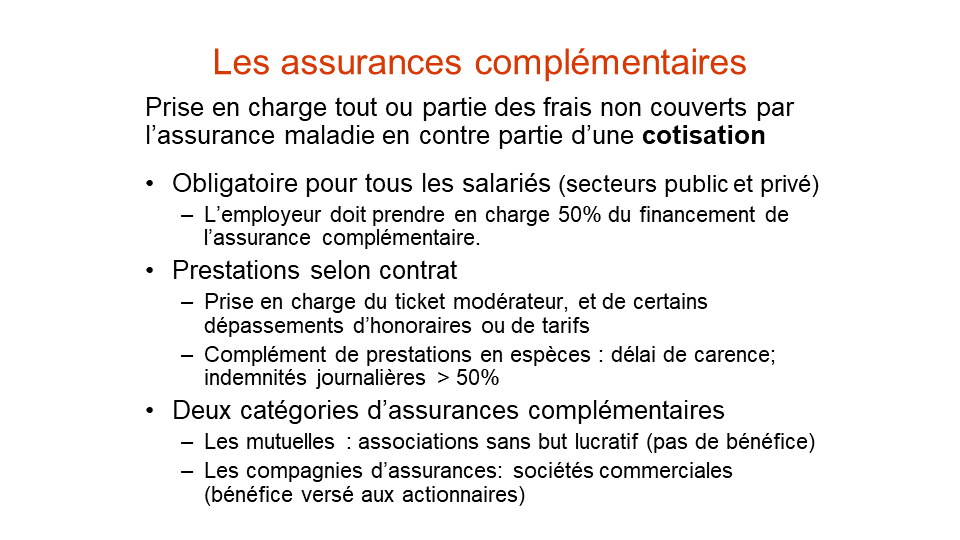 Les assurances complémentaires
Prise en charge tout ou partie des frais non couverts par
l’assurance maladie en contre partie d’une cotisation
• Obligatoire pour tous les salariés (secteurs public et privé)
– L’employeur doit prendre en charge 50% du financement de
l’assurance complémentaire.
• Prestations selon contrat
– Prise en charge du ticket modérateur, et de certains
dépassements d’honoraires ou de tarifs
– Complément de prestations en espèces : délai de carence;
indemnités journalières > 50%
• Deux catégories d’assurances complémentaires
– Les mutuelles : associations sans but lucratif (pas de bénéfice)
– Les compagnies d’assurances: sociétés commerciales
(bénéfice versé aux actionnaires)